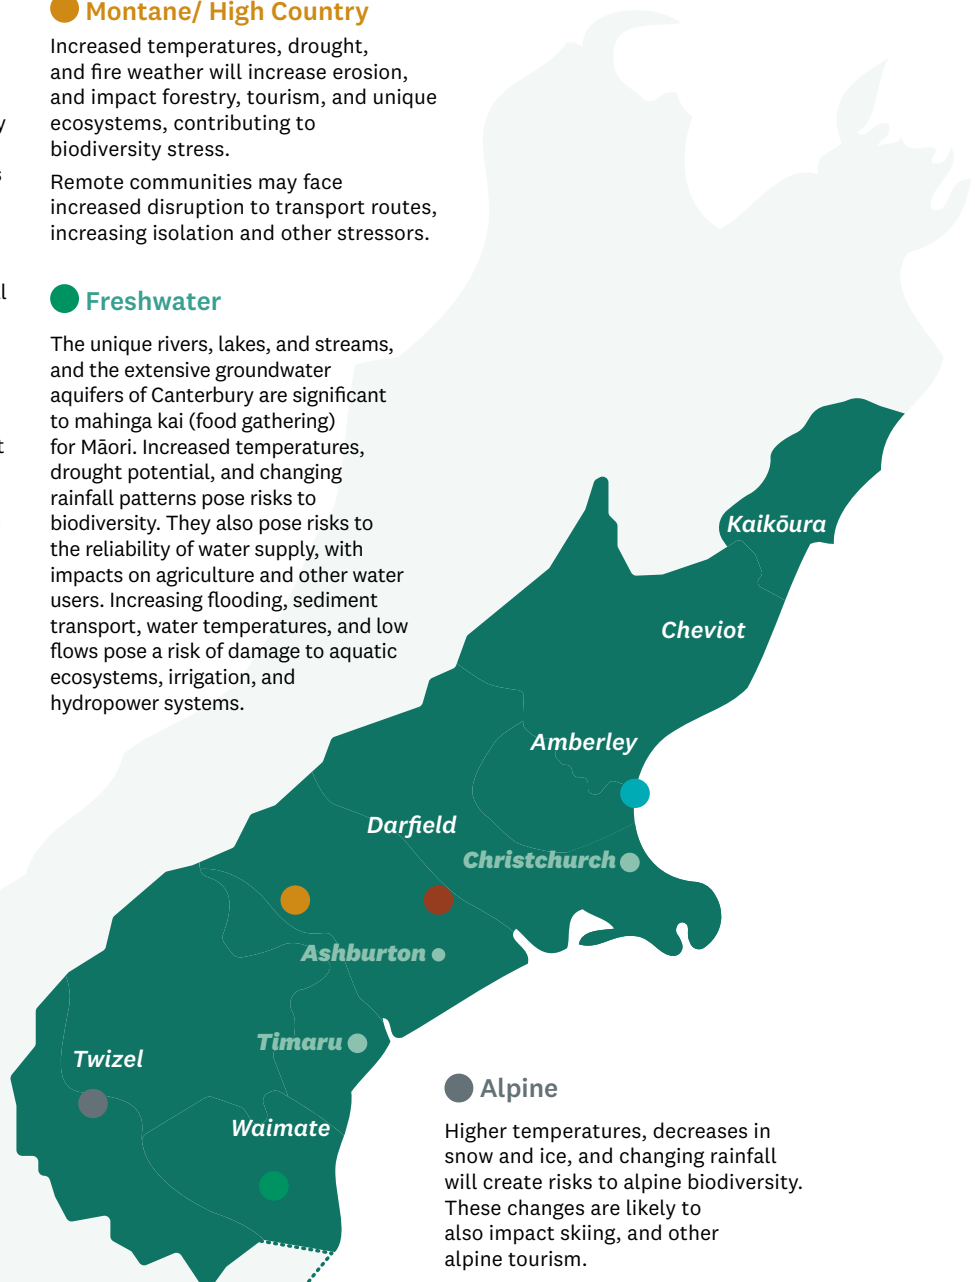 Montane/ High Country
Increased temperatures, drought,
and fire weather will increase erosion,
and impact forestry, tourism, and unique
ecosystems, contributing to
biodiversity stress.
Remote communities may face
increased disruption to transport routes,
increasing isolation and other stressors.
Freshwater
The unique rivers, lakes, and streams,
and the extensive groundwater
aquifers of Canterbury are significant
to mahinga kai (food gathering)
for Māori. Increased temperatures,
drought potential, and changing
rainfall patterns pose risks to
biodiversity. They also pose risks to
the reliability of water supply, with
impacts on agriculture and other water
users. Increasing flooding, sediment
transport, water temperatures, and low
flows pose a risk of damage to aquatic
ecosystems, irrigation, and
hydropower systems.
Kaikōura
Cheviot
Amberley
Darfield
Christchurch
Ashburton
Timaru
Twizel
Waimate
Alpine
Higher temperatures, decreases in
snow and ice, and changing rainfall
will create risks to alpine biodiversity.
These changes are likely to
also impact skiing, and other
alpine tourism.